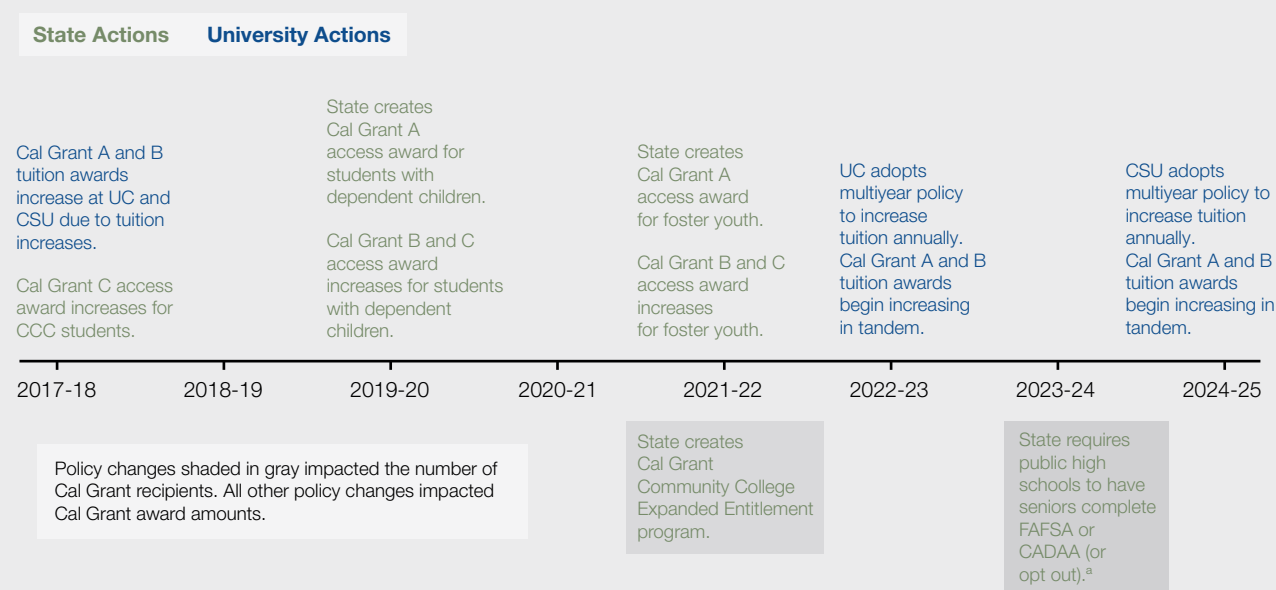 State Actions University Actions
Cal Grant A and B
tuition awards
increase at UC and
CSU due to tuition
increases.
Cal Grant C access
award increases for
CCC students.
State creates
Cal Grant A
access award for
students with
dependent children.
Cal Grant B and C
access award
increases for students
with dependent
children.
State creates
Cal Grant A
access award
for foster youth.
Cal Grant B and C
access award
increases
for foster youth.
UC adopts
multiyear policy
to increase
tuition annually.
Cal Grant A and B
tuition awards
begin increasing
in tandem.
CSU adopts
multiyear policy to
increase tuition
annually.
Cal Grant A and B
tuition awards
begin increasing in
tandem.
2017-18 2018-19 2019-20 2020-21 2021-22 2022-23 2023-24 2024-25
Policy changes shaded in gray impacted the number of
Cal Grant recipients. All other policy changes impacted
Cal Grant award amounts.
State creates
Cal Grant
Community College
Expanded Entitlement
program.
State requires
public high
schools to have
seniors complete
FAFSA or
CADAA (or
opt out).ª